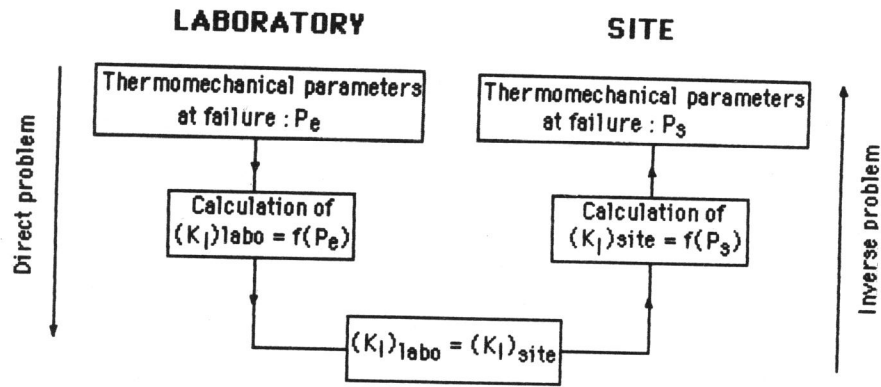 LABORATORY
SITE
Direct problem
Thermomechanical parameters
at failure : Pe
Thermomechanical parameters
at failure : Ps
Calculation of
(KI)labo = f(Pe)
Calculation of
(KI)site = f(Ps)
(KI)labo = (KI)site
Inverse problem